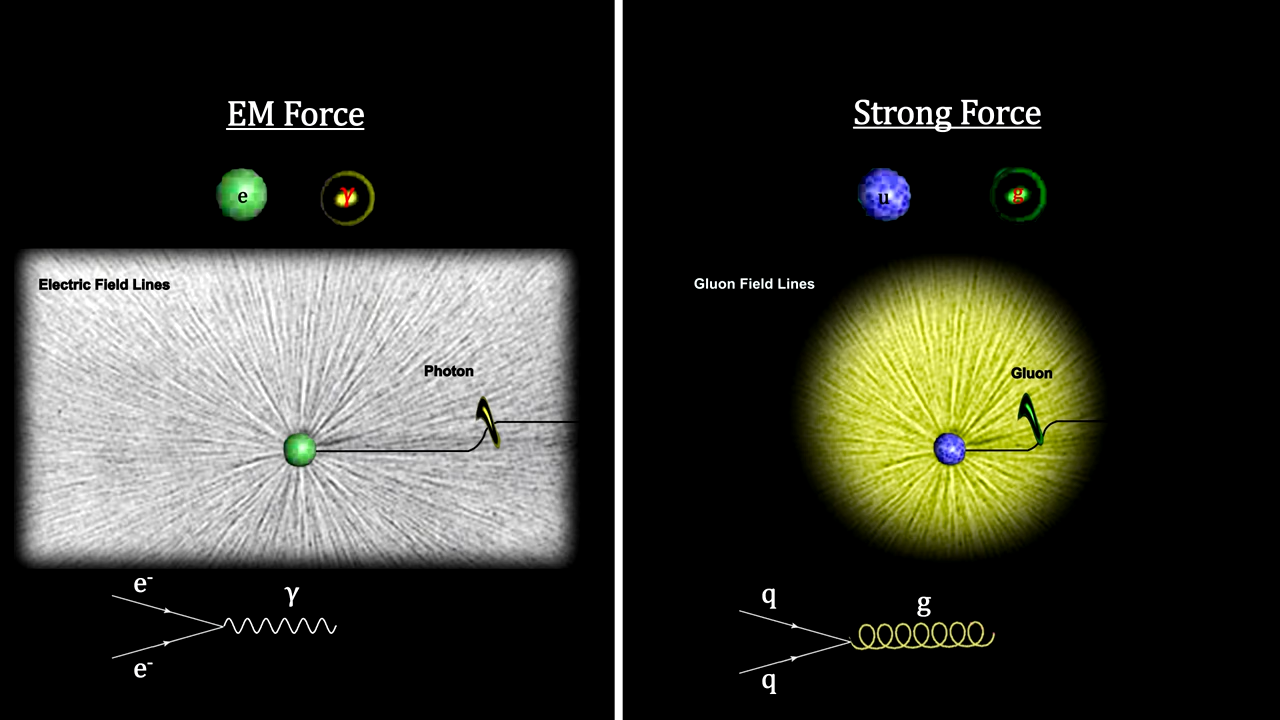 EM Force
e γ
Electric Field Lines
Photon
e-
γ
e-
Strong Force
u g
Gluon Field Lines
Gluon
q
g
q